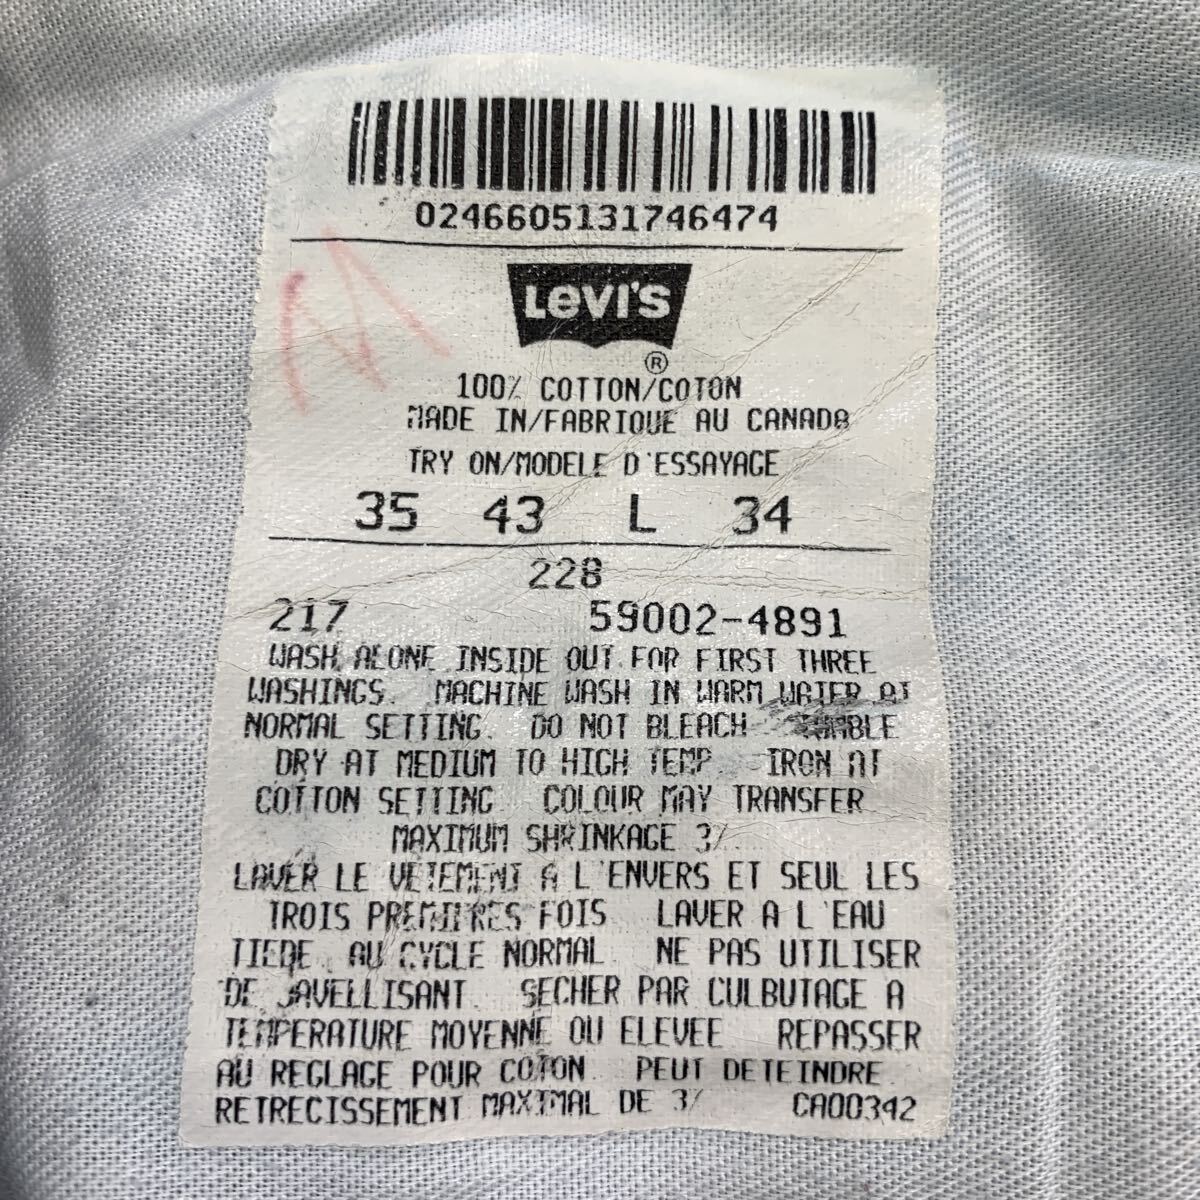 0246605131746474
LEVI'S
®
100% COTTON/COTON
MADE IN/FABRIQUE AU CANADA
TRY ON/MODELE D'ESSAYAGE
35 43 L 34
228
217 59002-4891
WASH ALONE INSIDE OUT FOR FIRST THREE
WASHINGS. MACHINE WASH IN WARM WATER AT
NORMAL SETTING. DO NOT BLEACH TUMBLE
DRY AT MEDIUM TO HIGH TEMP. IRON AT
COTTON SETTING COLOUR MAY TRANSFER
MAXIMUM SHRINKAGE 3%
LAVER LE VETEMENT A L'ENVERS ET SEUL LES
TROIS PREMIERES FOIS LAVER A L'EAU
TIEDE. AU CYCLE NORMAL NE PAS UTILISER
DE JAVELLISANT. SECHER PAR CULBUTAGE A
TEMPERATURE MOYENNE OU ELEVEE REPASSER
AU REGLAGE POUR COTON PEUT DETEINDRE
RETRECISSEMENT MAXIMAL DE 3% CA00342